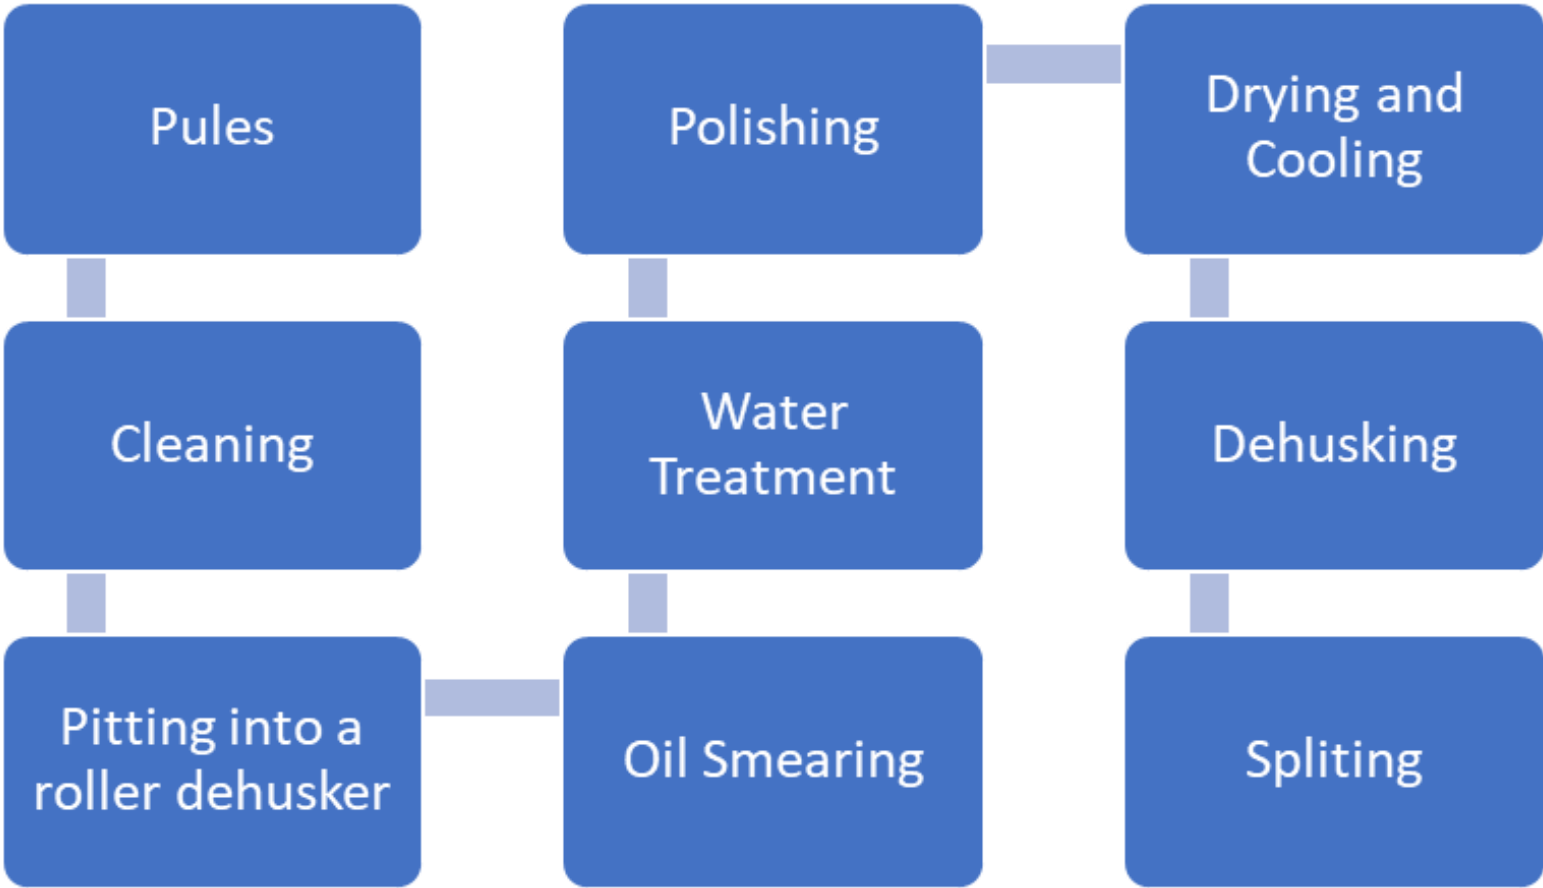 Pules
Cleaning
Pitting into a
roller dehusker
Oil Smearing
Water
Treatment
Polishing
Drying and
Cooling
Dehusking
Spliting